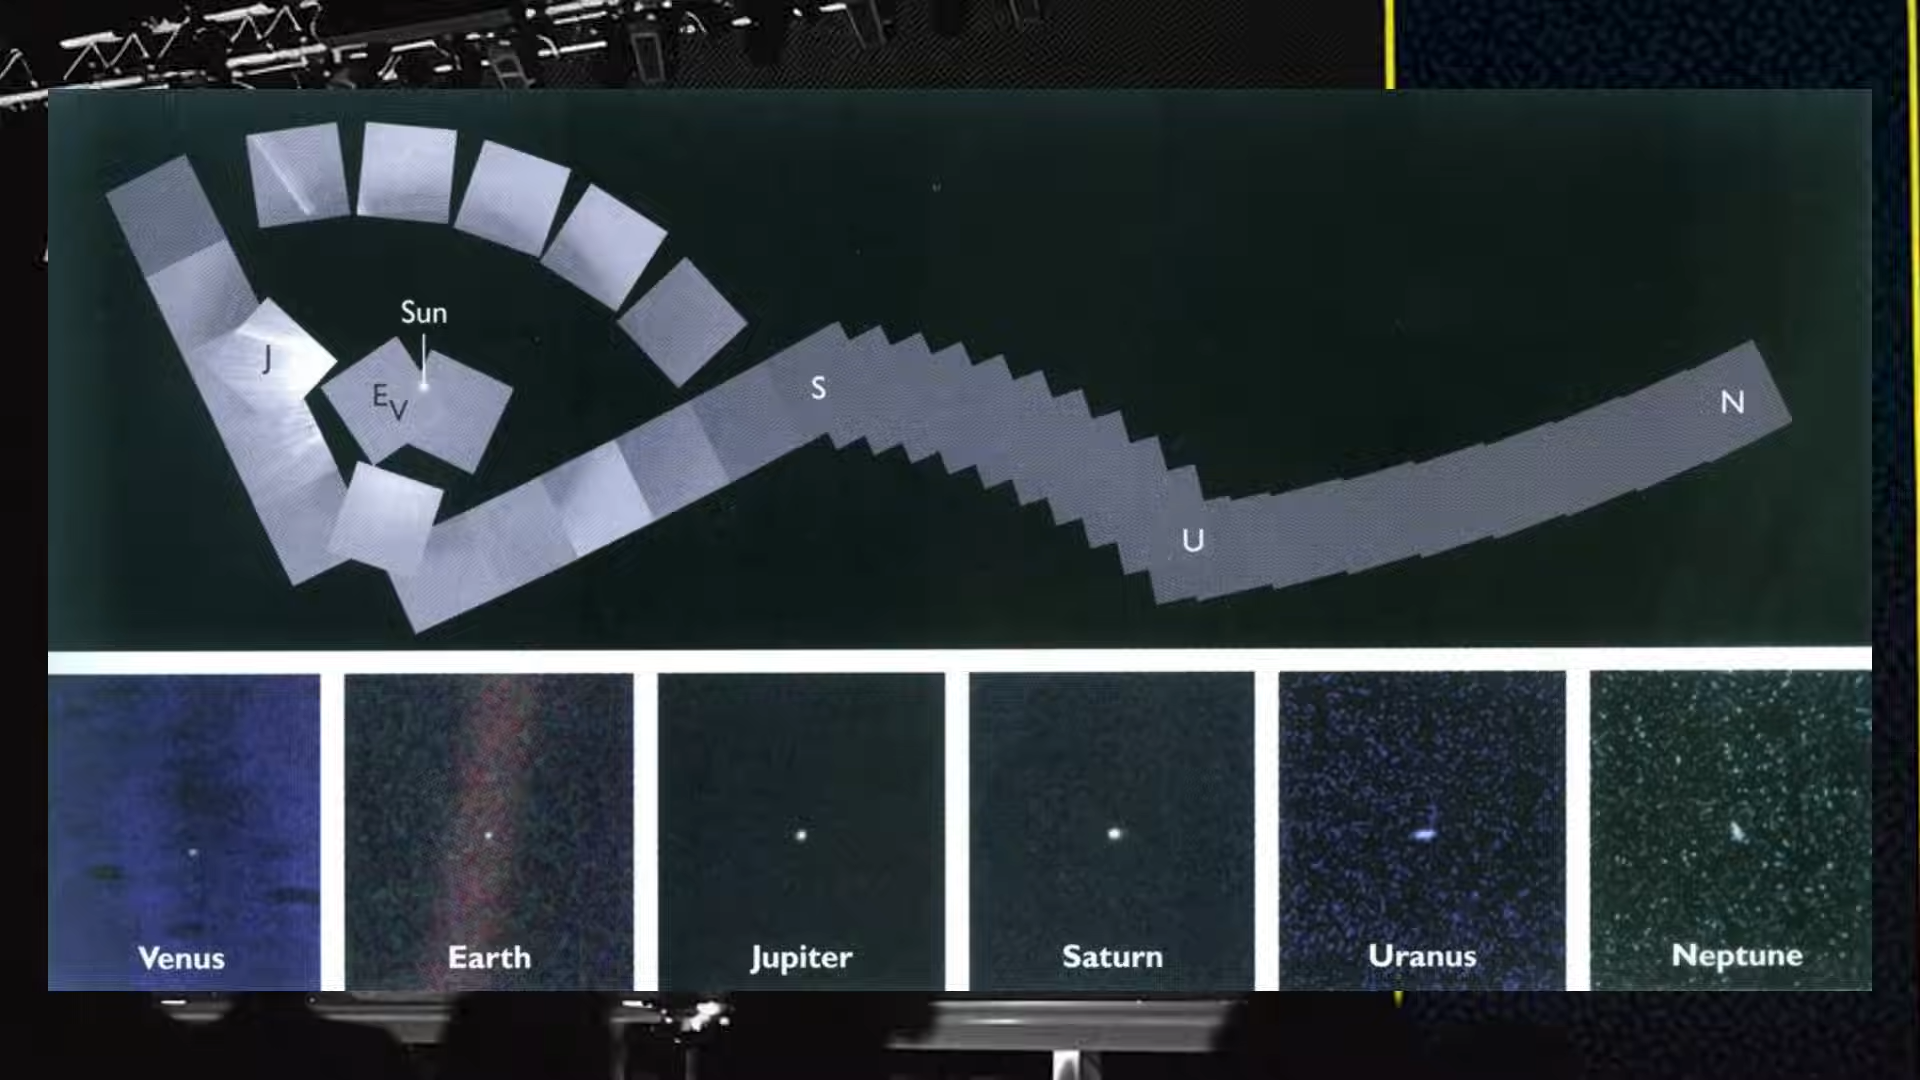 Sun
J
E
V
S
U
N
Venus
Earth
Jupiter
Saturn
Uranus
Neptune